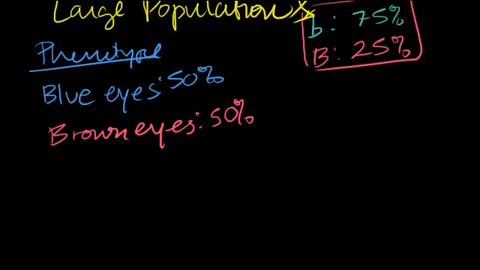 Large Population
b: 75%
B: 25%
Phenotype
Blue eyes: 50%
Brown eyes: 50%